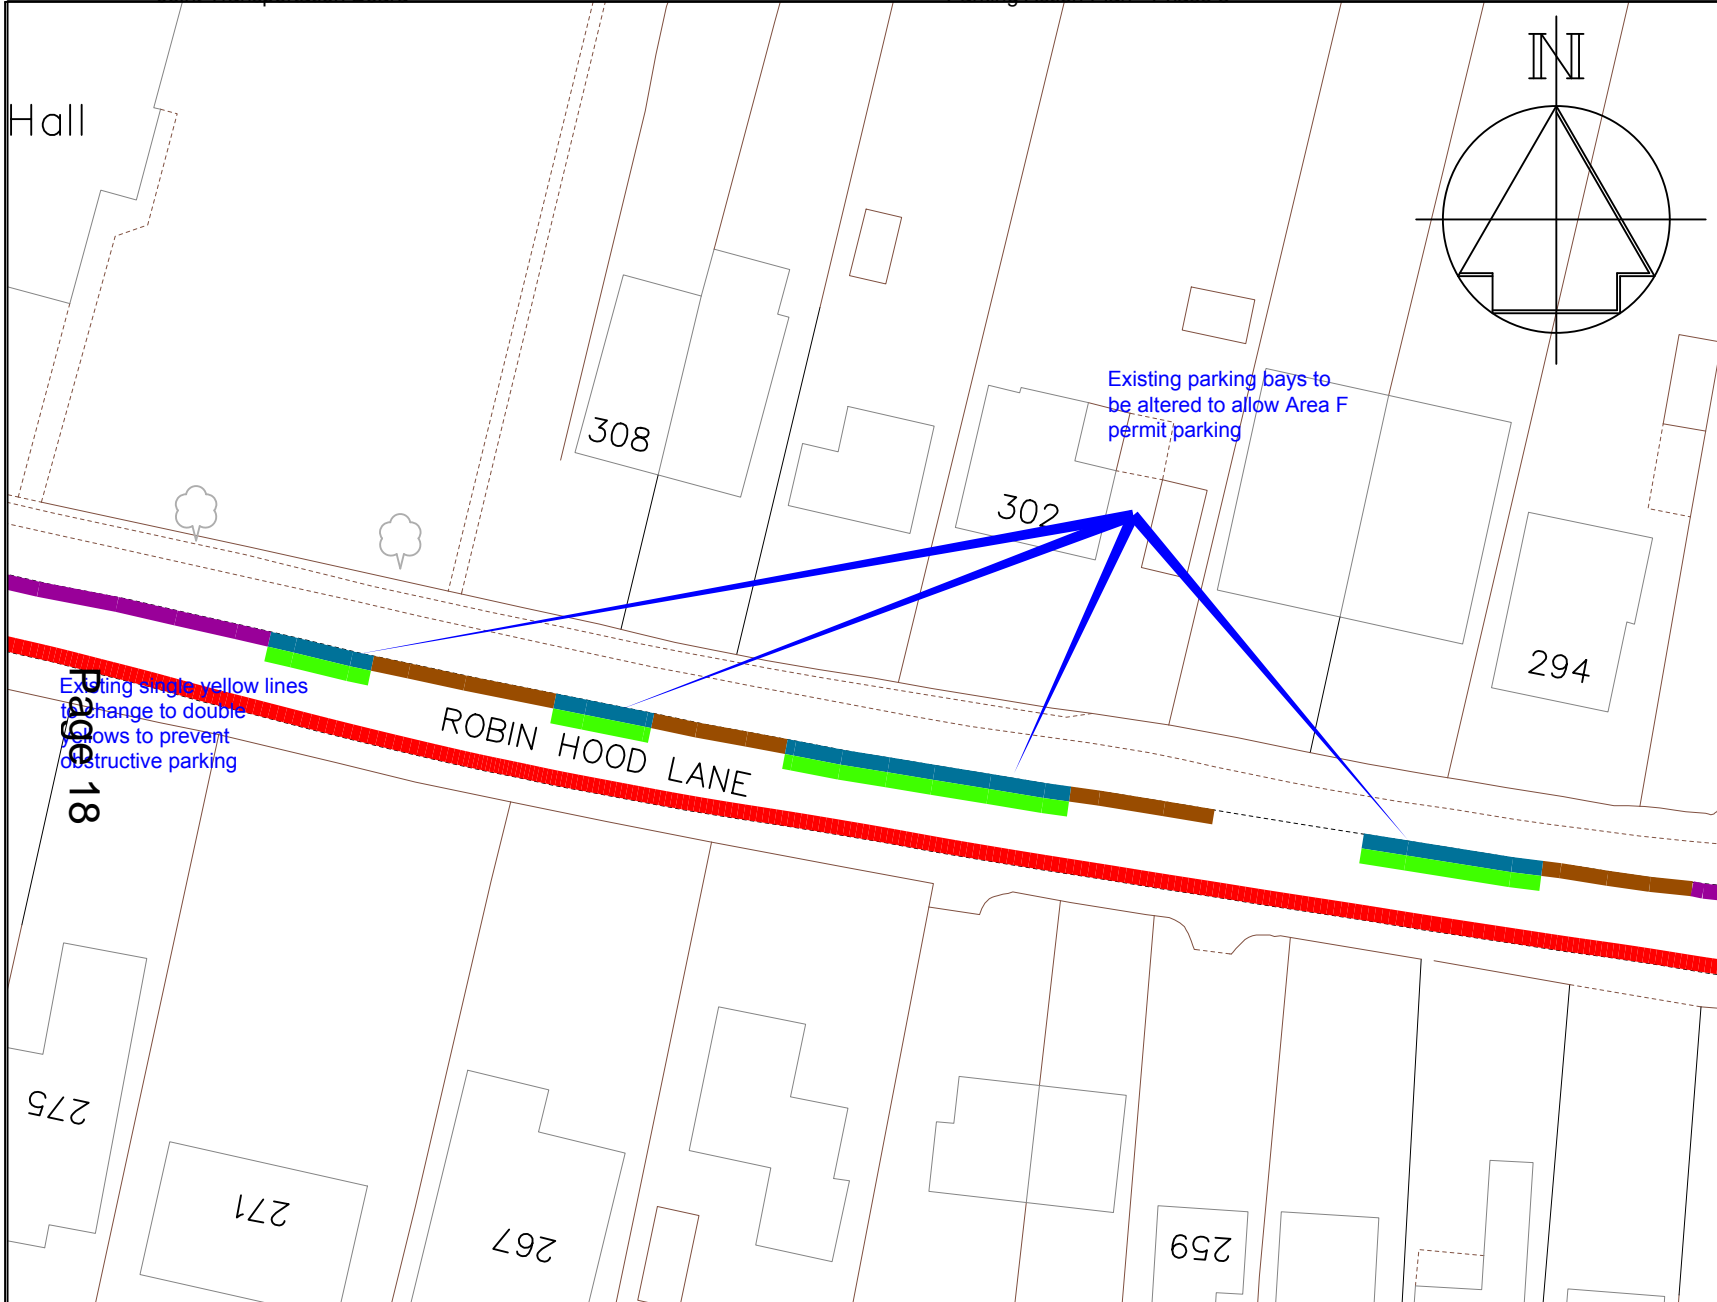 N
Hall
Existing parking bays to
be altered to allow Area F
permit parking
308
302
294
Existing single yellow lines
to change to double
yellows to prevent
obstructive parking
Page 18
ROBIN HOOD LANE
275
271
267
259